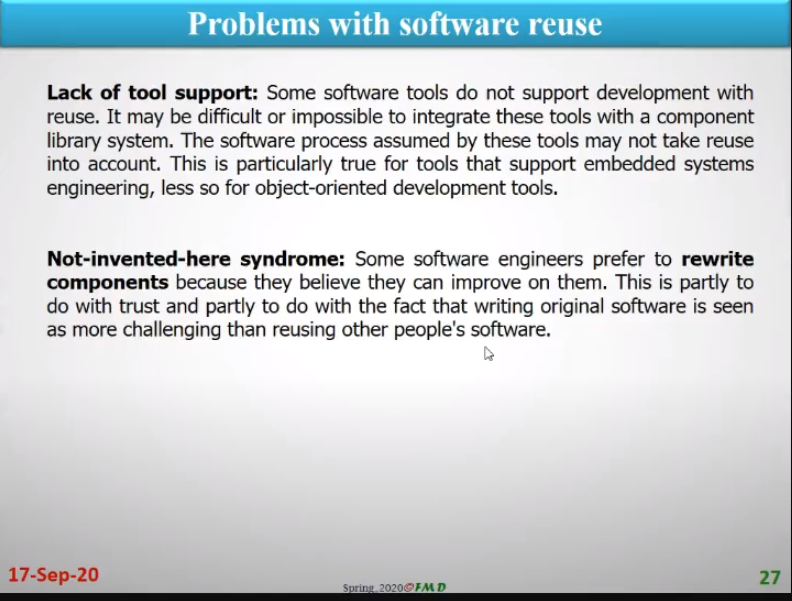 Problems with software reuse
Lack of tool support: Some software tools do not support development with
reuse. It may be difficult or impossible to integrate these tools with a component
library system. The software process assumed by these tools may not take reuse
into account. This is particularly true for tools that support embedded systems
engineering, less so for object-oriented development tools.
Not-invented-here syndrome: Some software engineers prefer to rewrite
components because they believe they can improve on them. This is partly to
do with trust and partly to do with the fact that writing original software is seen
as more challenging than reusing other people's software.
17-Sep-20
Spring_2020©FMD
27